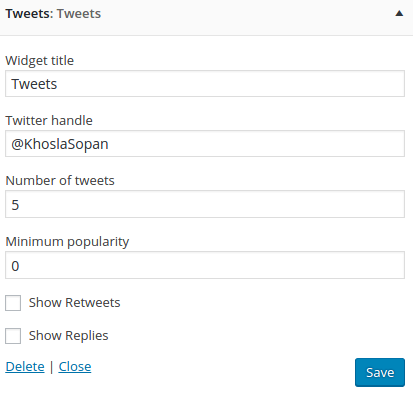 Tweets: Tweets
Widget title
Tweets
Twitter handle
@KhoslaSopan
Number of tweets
5
Minimum popularity
0
Show Retweets
Show Replies
Delete | Close Save